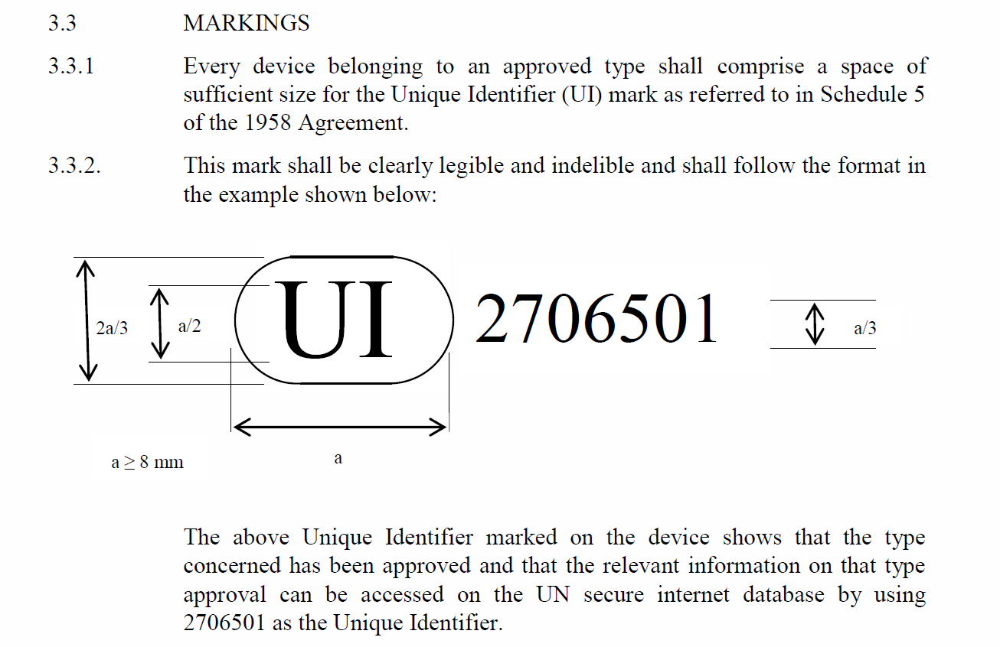 3.3 MARKINGS
3.3.1 Every device belonging to an approved type shall comprise a space of
sufficient size for the Unique Identifier (UI) mark as referred to in Schedule 5
of the 1958 Agreement.
3.3.2. This mark shall be clearly legible and indelible and shall follow the format in
the example shown below:
2a/3 a/2 UI 2706501 a/3
a ≥ 8 mm a
The above Unique Identifier marked on the device shows that the type
concerned has been approved and that the relevant information on that type
approval can be accessed on the UN secure internet database by using
2706501 as the Unique Identifier.